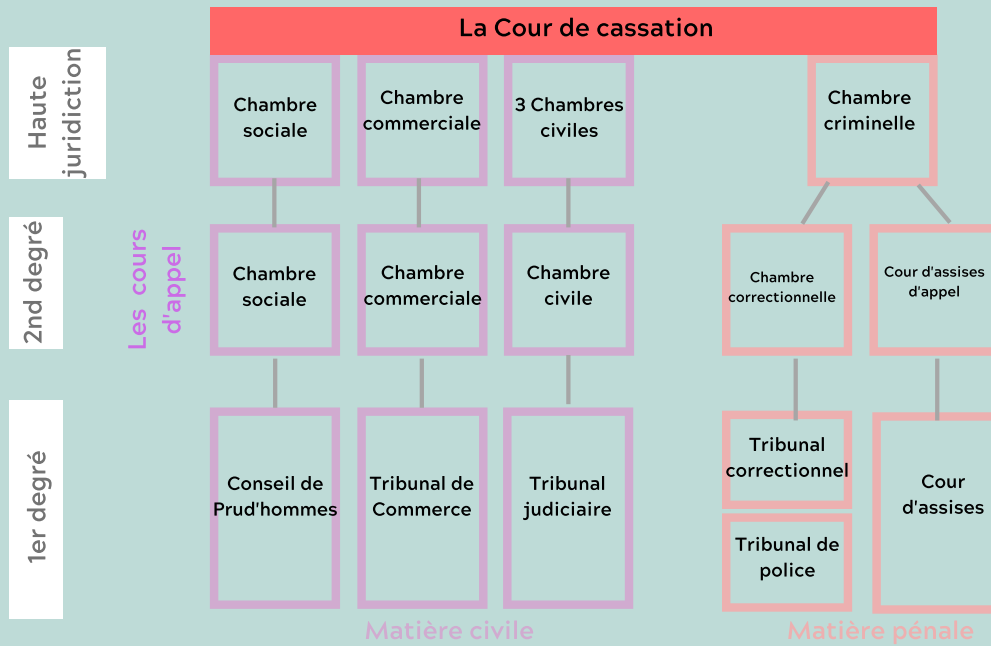 La Cour de cassation
Haute
juridiction
Chambre
sociale
Chambre
commerciale
3 Chambres
civiles
Chambre
criminelle
2nd degré
Les cours
d'appel
Chambre
sociale
Chambre
commerciale
Chambre
civile
Chambre
correctionnelle
Cour d'assises
d'appel
1er degré
Conseil de
Prud'hommes
Tribunal de
Commerce
Tribunal
judiciaire
Tribunal
correctionnel
Tribunal de
police
Cour
d'assises
Matière civile
Matière pénale